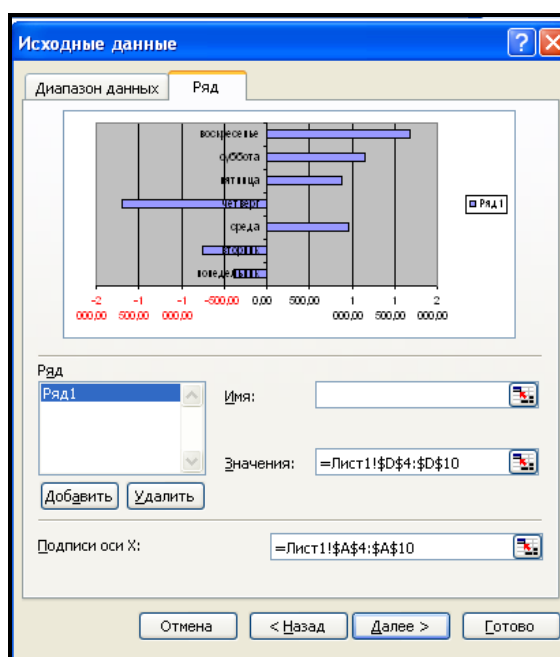 Исходные данные
Диапазон данных Ряд
воскресенье
суббота
пятница
четверг
среда
вторник
понедельник
Ряд1
-2 000,00 -1 500,00 -1 000,00 -500,00 0,00 500,00 1 000,00 1 500,00 2 000,00
Ряд
Ряд1
Имя:
Значения: =Лист1!$D$4:$D$10
Добавить Удалить
Подписи оси X: =Лист1!$A$4:$A$10
Отмена < Назад Далее > Готово